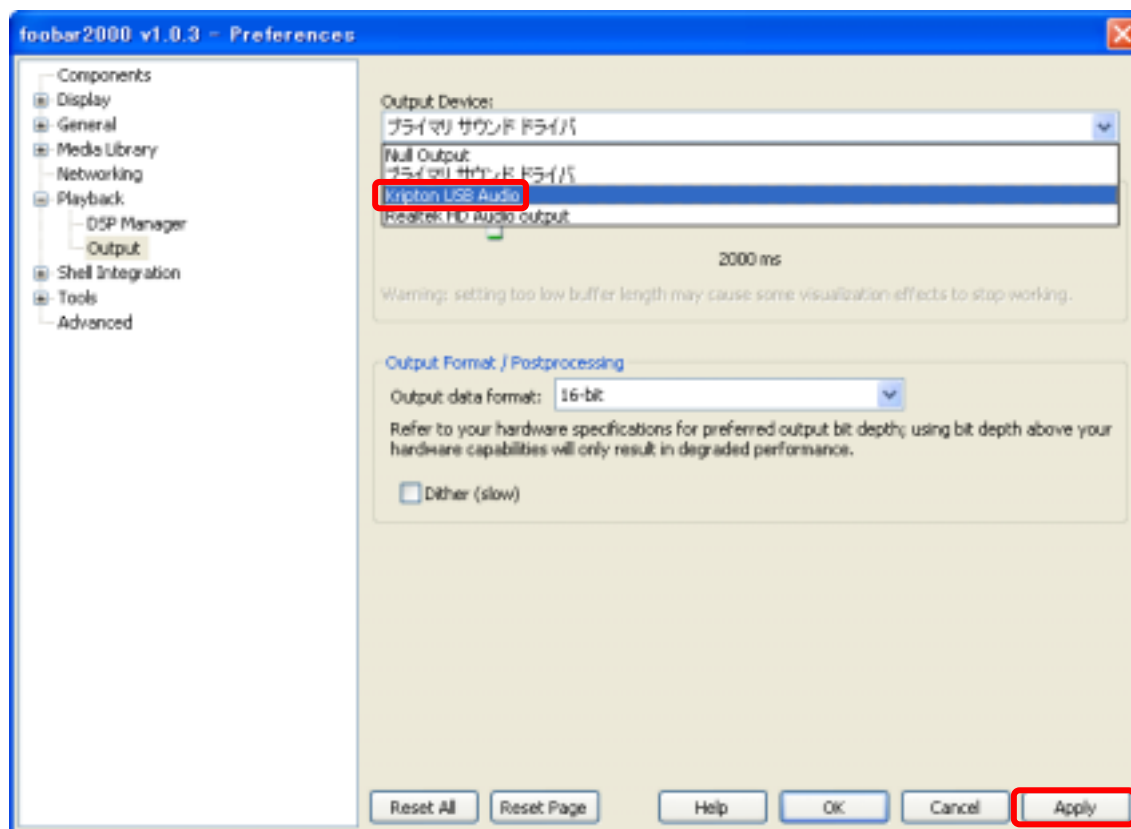 foobar2000 v1.0.3 - Preferences
Components
Display
General
Media Library
Networking
Playback
DSP Manager
Output
Shell Integration
Tools
Advanced
Output Device:
プライマリ サウンド ドライバ
Null Output
プライマリ サウンド ドライバ
Kripton USB Audio
Realtek HD Audio output
2000 ms
Warning: setting too low buffer length may cause some visualization effects to stop working.
Output Format / Postprocessing
Output data format: 16-bit
Refer to your hardware specifications for preferred output bit depth; using bit depth above your
hardware capabilities will only result in degraded performance.
Dither (slow)
Reset All Reset Page Help OK Cancel Apply